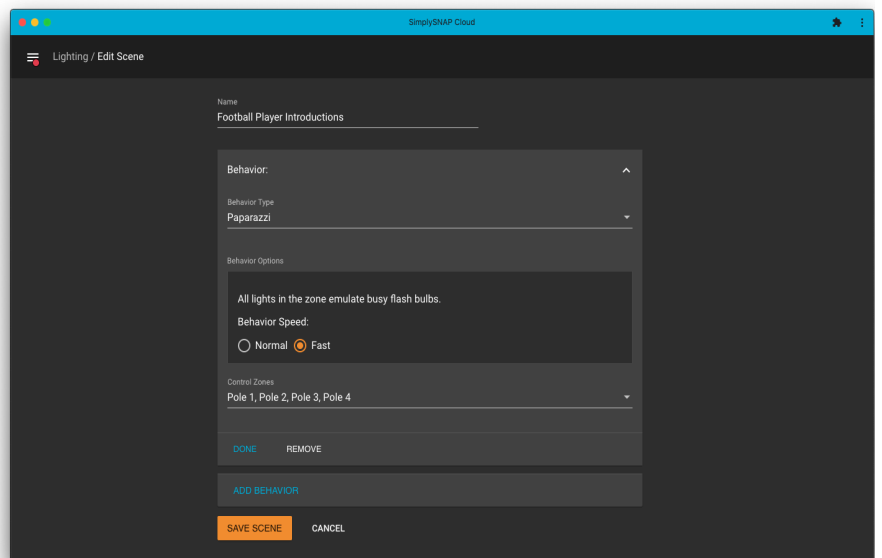 SimplySNAP Cloud
Lighting / Edit Scene
Name
Football Player Introductions
Behavior:
Behavior Type
Paparazzi
Behavior Options
All lights in the zone emulate busy flash bulbs.
Behavior Speed:
Normal Fast
Control Zones
Pole 1, Pole 2, Pole 3, Pole 4
DONE REMOVE
ADD BEHAVIOR
SAVE SCENE CANCEL